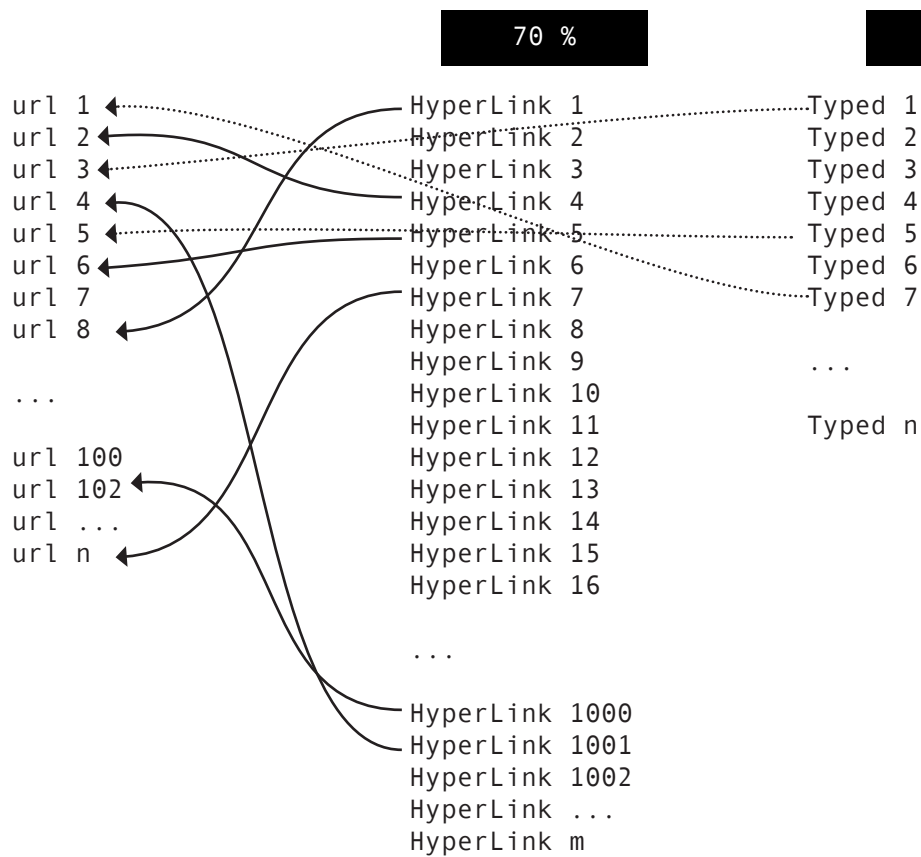 70 %
url 1
url 2
url 3
url 4
url 5
url 6
url 7
url 8
...
url 100
url 102
url ...
url n
HyperLink 1
HyperLink 2
HyperLink 3
HyperLink 4
HyperLink 5
HyperLink 6
HyperLink 7
HyperLink 8
HyperLink 9
HyperLink 10
HyperLink 11
HyperLink 12
HyperLink 13
HyperLink 14
HyperLink 15
HyperLink 16
...
HyperLink 1000
HyperLink 1001
HyperLink 1002
HyperLink ...
HyperLink m
Typed 1
Typed 2
Typed 3
Typed 4
Typed 5
Typed 6
Typed 7
...
Typed n